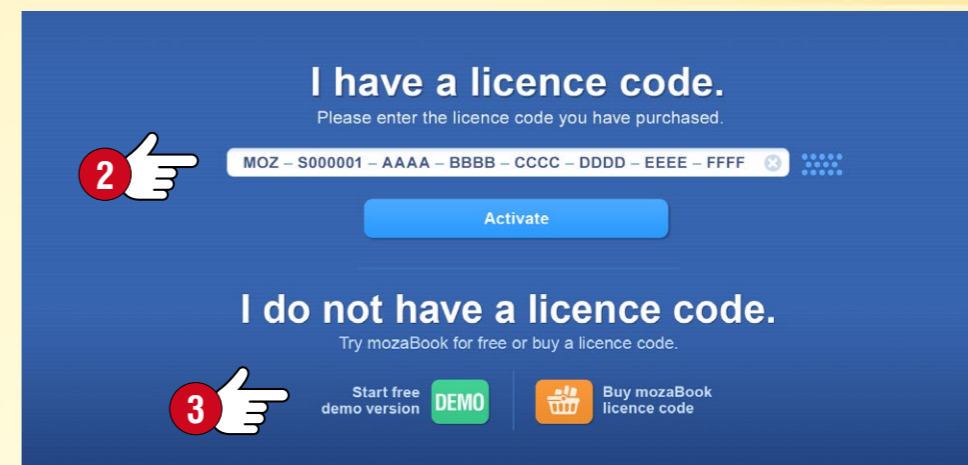 I have a licence code.
Please enter the licence code you have purchased.
2
MOZ – S000001 – AAAA – BBBB – CCCC – DDDD – EEEE – FFFF
Activate
I do not have a licence code.
Try mozaBook for free or buy a licence code.
3
Start free
demo version
DEMO
Buy mozaBook
licence code